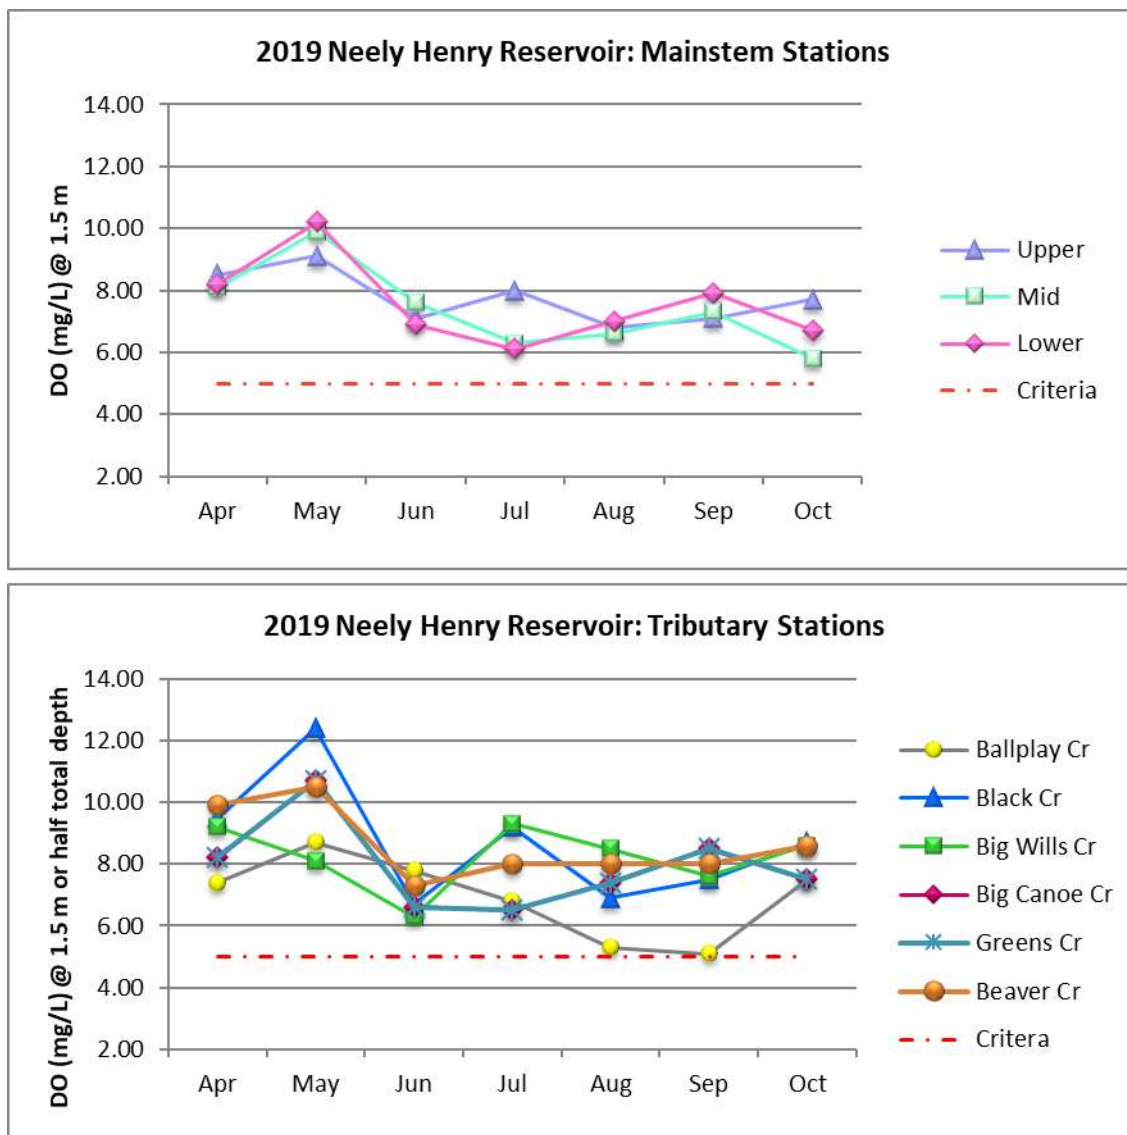 2019 Neely Henry Reservoir: Mainstem Stations
DO (mg/L) @ 1.5 m
14.00
12.00
10.00
8.00
6.00
4.00
2.00
Apr May Jun Jul Aug Sep Oct
Upper
Mid
Lower
Criteria
2019 Neely Henry Reservoir: Tributary Stations
DO (mg/L) @ 1.5 m or half total depth
14.00
12.00
10.00
8.00
6.00
4.00
2.00
Apr May Jun Jul Aug Sep Oct
Ballplay Cr
Black Cr
Big Wills Cr
Big Canoe Cr
Greens Cr
Beaver Cr
Critera